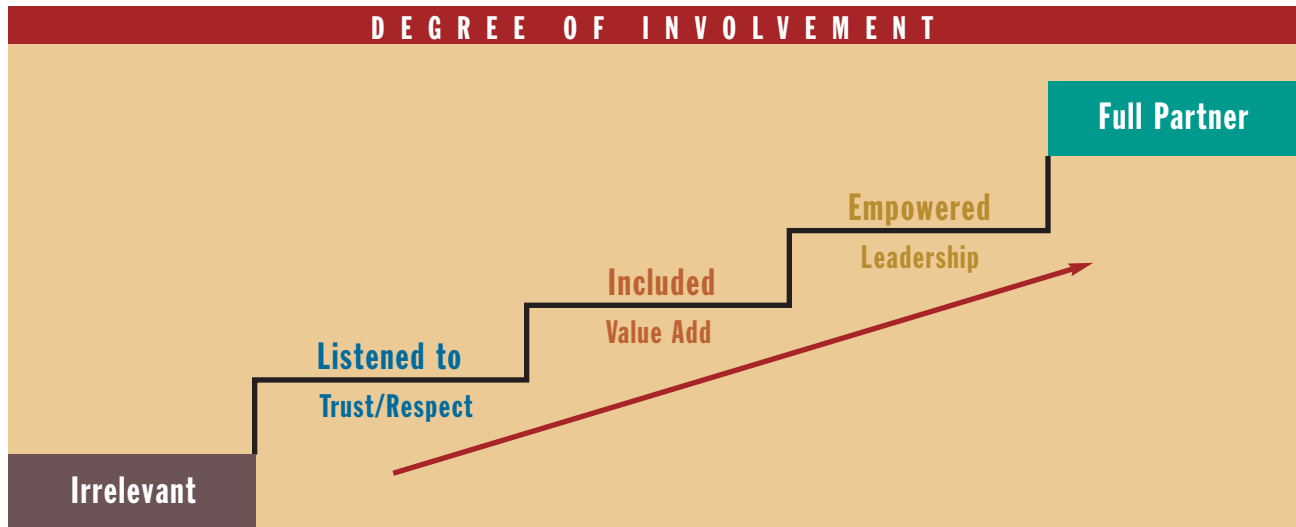 DEGREE OF INVOLVEMENT
Full Partner
Empowered
Leadership
Included
Value Add
Listened to
Trust/Respect
Irrelevant